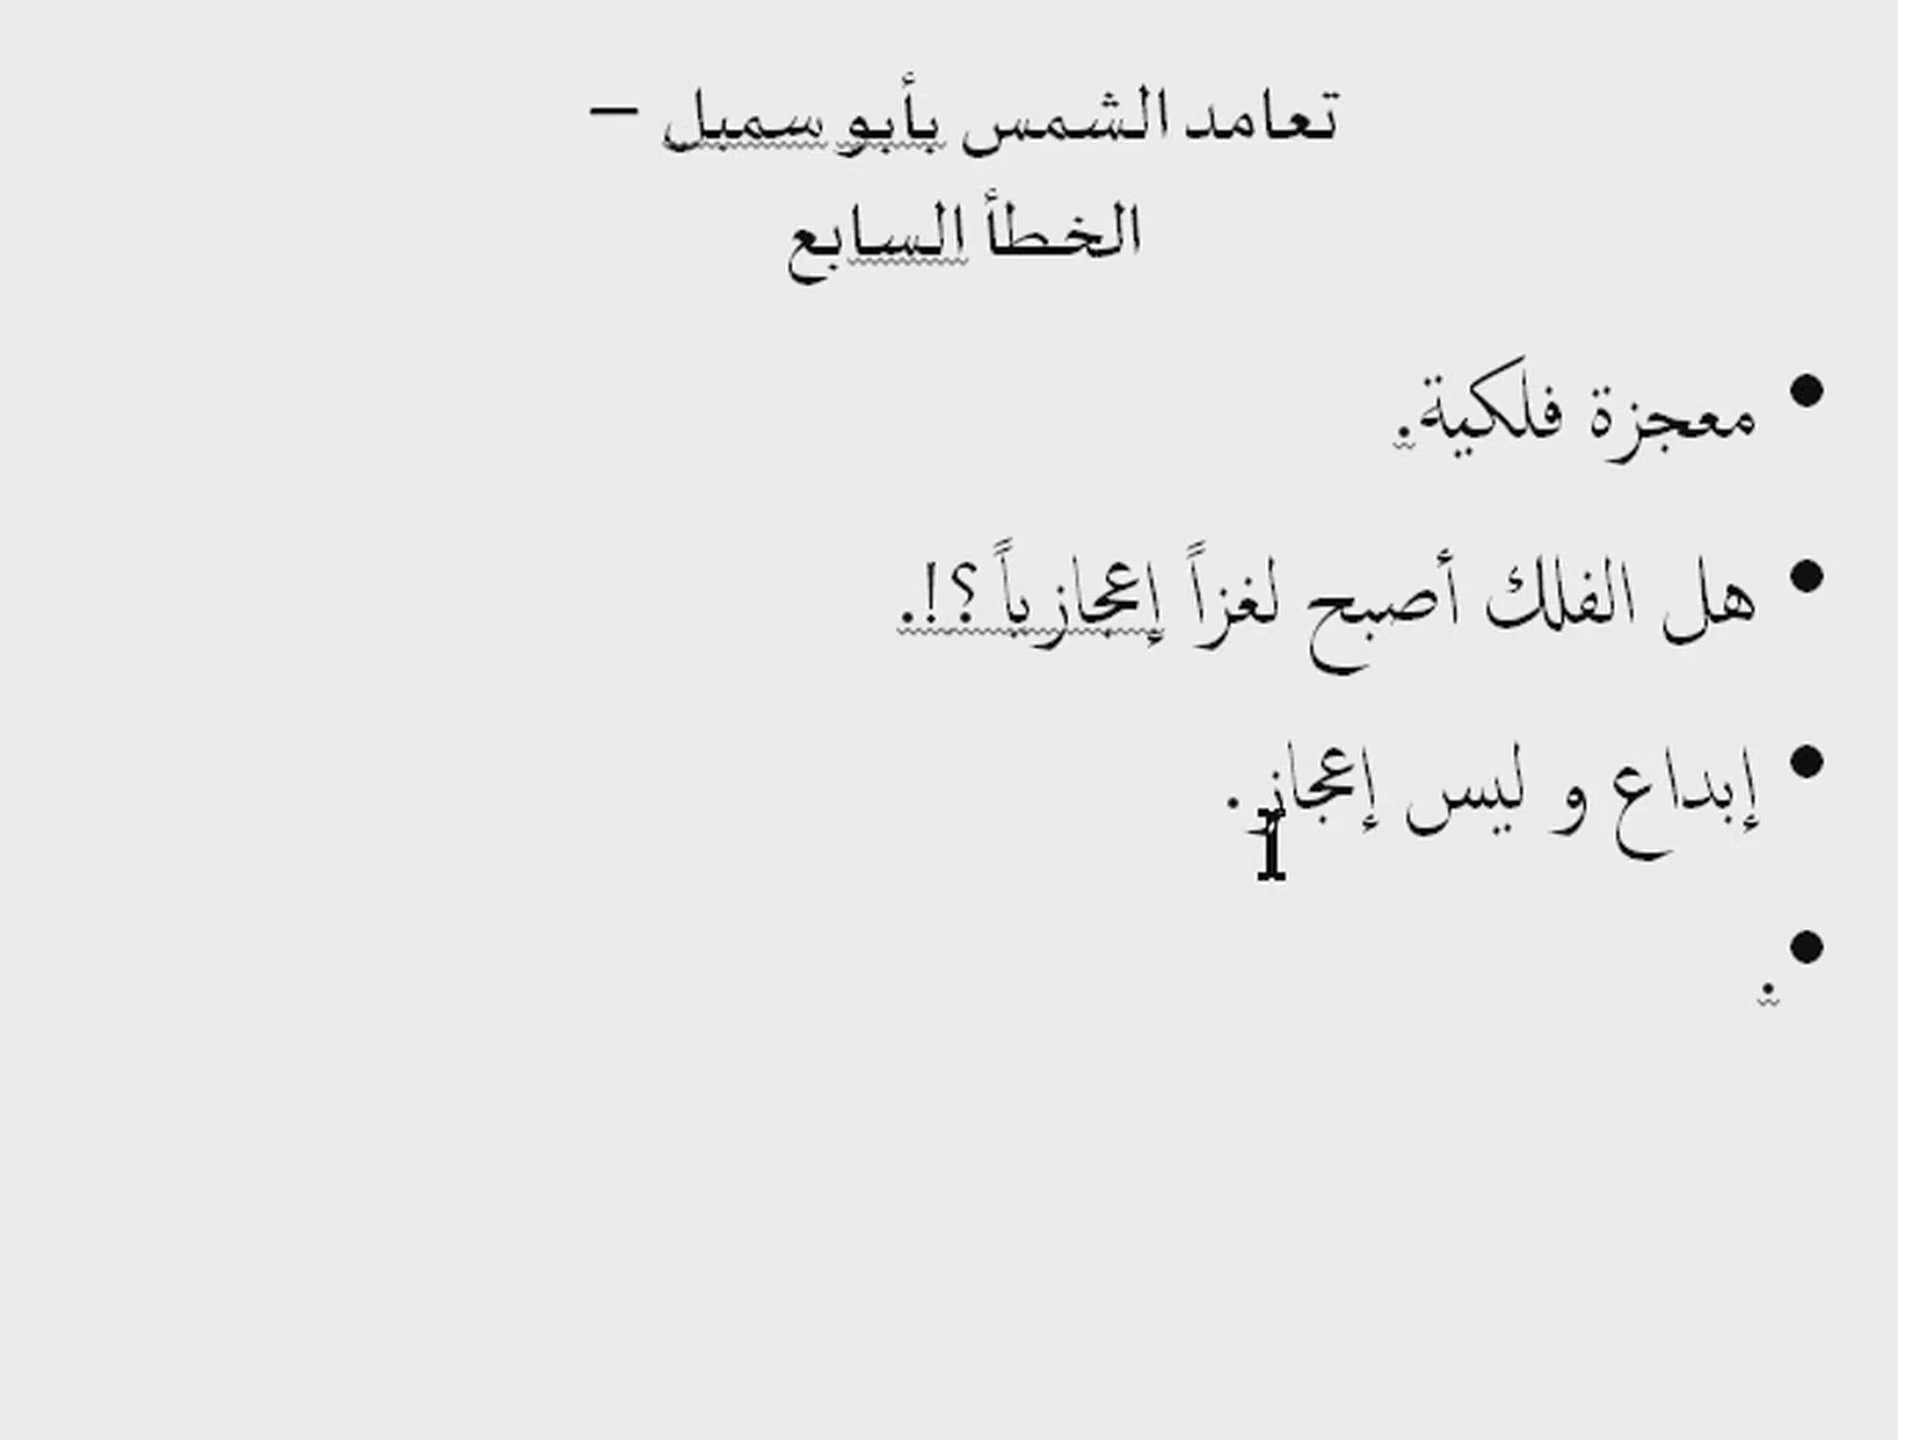 تعامد الشمس بأبو سمبل –
الخطأ السابع
• معجزة فلكية.
• هل الفلك أصبح لغزاً إعجازياً ؟!.
• إبداع و ليس إعجاز.
• .